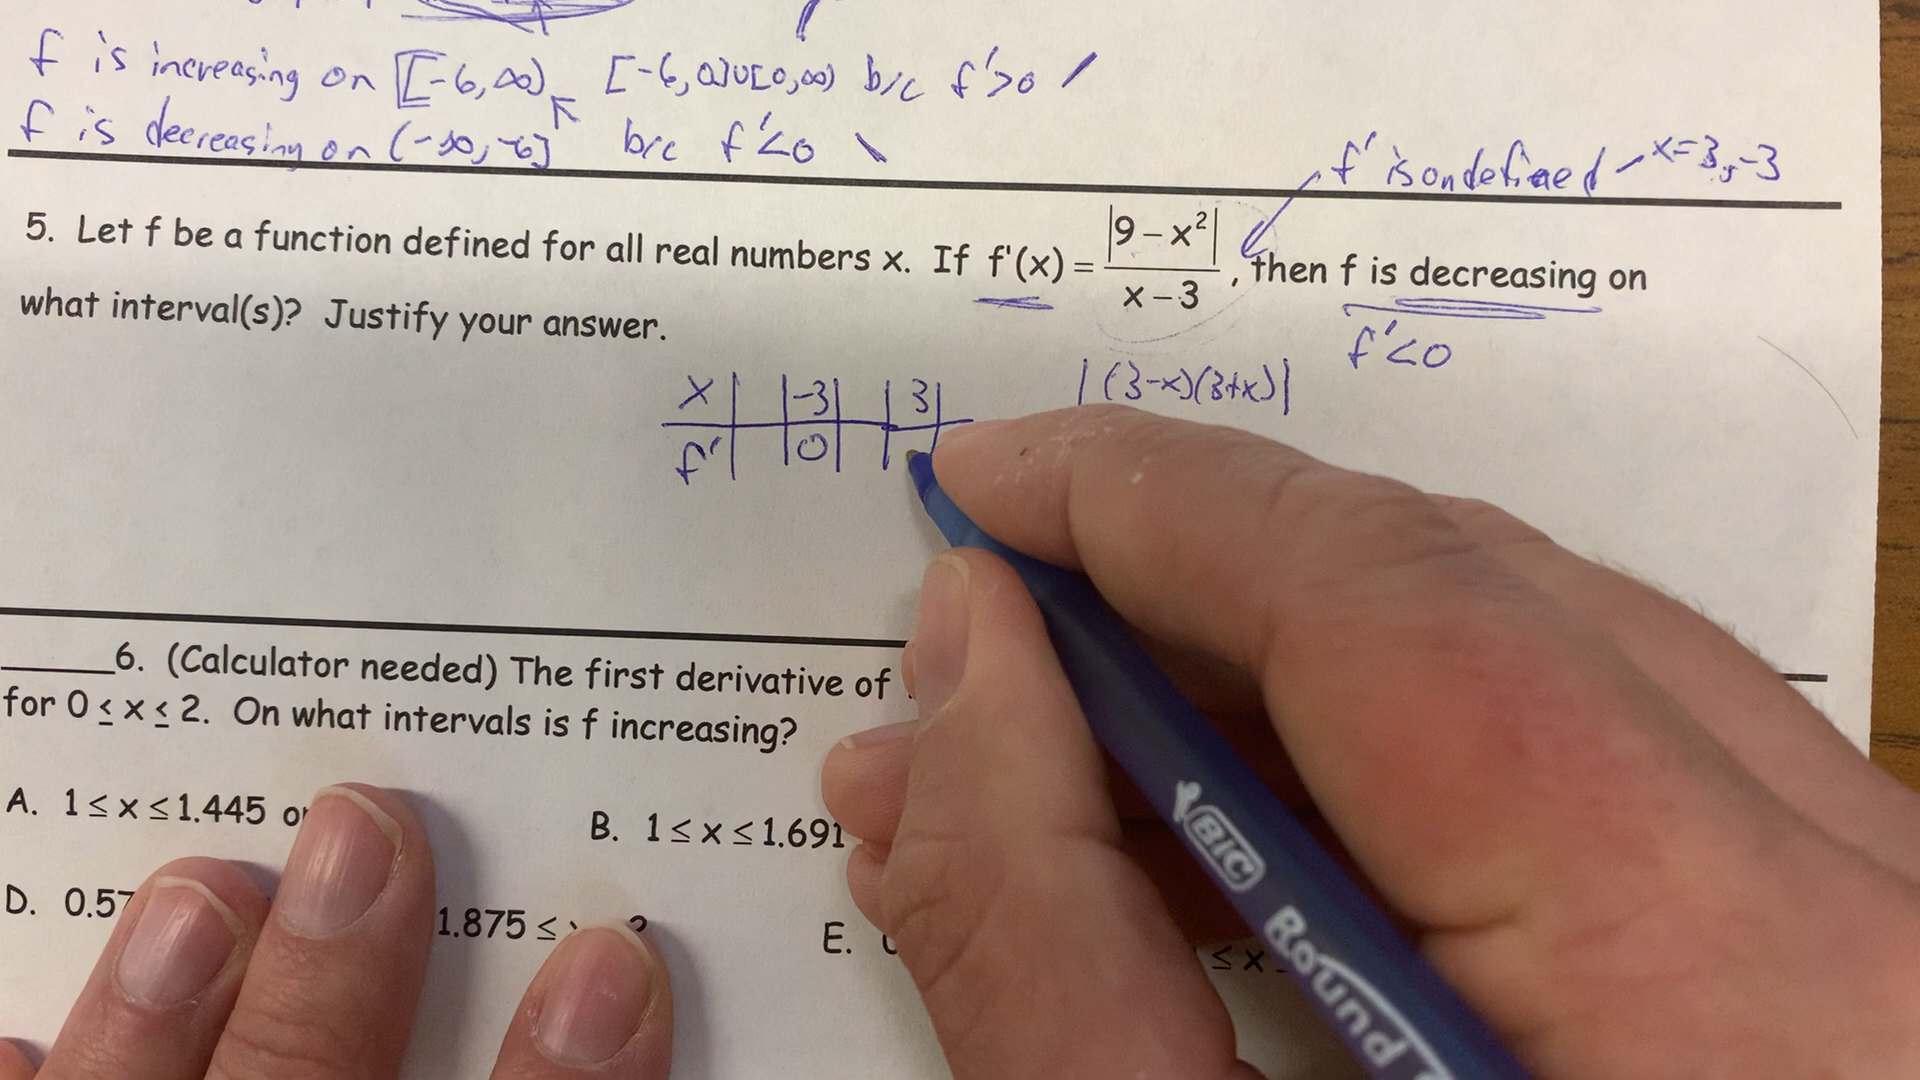 f is increasing on [-6,∞) [-6,0]∪[0,∞) b/c f'>0
f is decreasing on (-∞,-6] b/c f'<0
f' is undefined x=3,-3
5. Let f be a function defined for all real numbers x. If f'(x) = |9-x²| / x-3 , then f is decreasing on
what interval(s)? Justify your answer.
f'<0
x | |-3| |3|
|(3-x)(3+x)|
f' | |0|
_____6. (Calculator needed) The first derivative of
for 0 ≤ x ≤ 2. On what intervals is f increasing?
A. 1 ≤ x ≤ 1.445 or
B. 1 ≤ x ≤ 1.691
D. 0.57
1.875 ≤
E.
≤ x
BIC Round